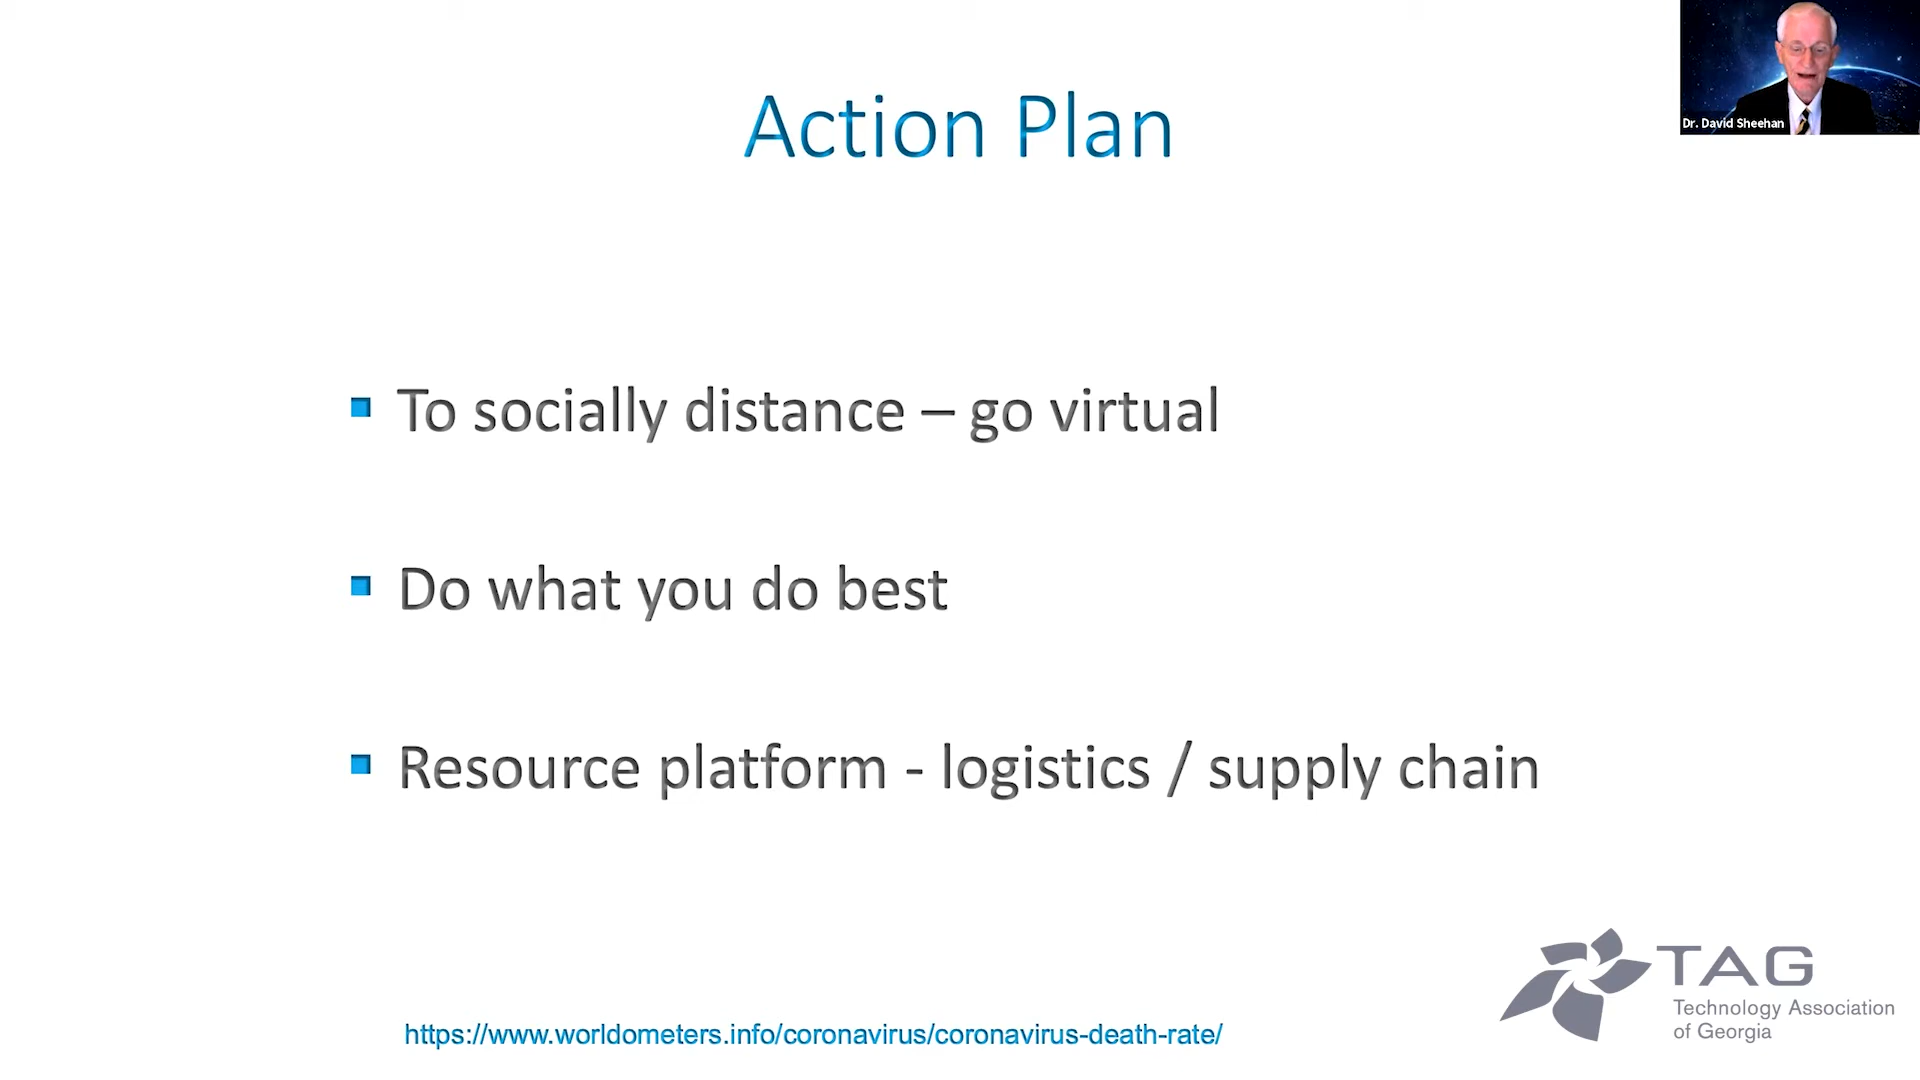 Action Plan
Dr. David Sheehan
To socially distance – go virtual
Do what you do best
Resource platform - logistics / supply chain
TAG
Technology Association
of Georgia
https://www.worldometers.info/coronavirus/coronavirus-death-rate/